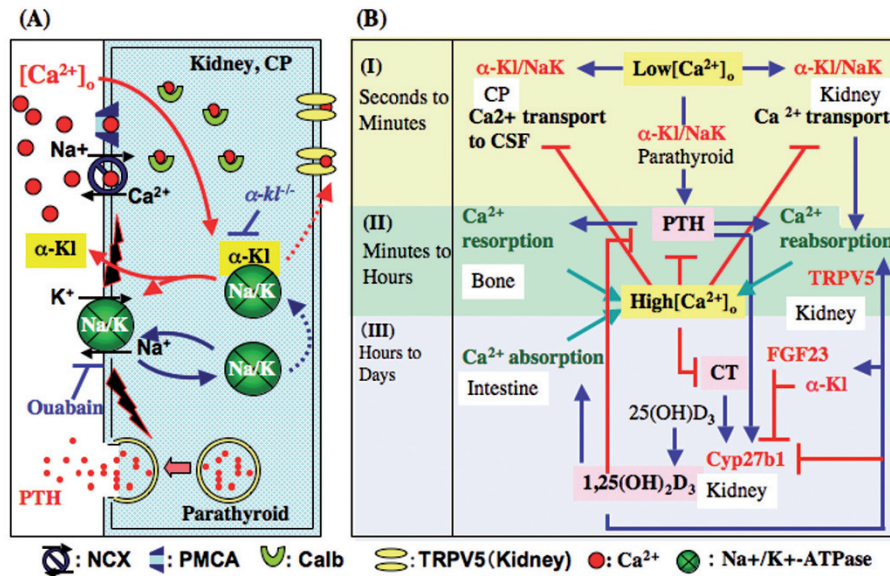 (A)
[Ca²⁺]ₒ
Kidney, CP
Na+
Ca²⁺
α-kl⁻/⁻
α-Kl
α-Kl
K⁺
Na/K
Na/K
Na⁺
Na/K
Ouabain
PTH
Parathyroid
(B)
(I)
Seconds to
Minutes
α-Kl/NaK
Low[Ca²⁺]ₒ
α-Kl/NaK
CP
Kidney
Ca2+ transport
to CSF
Ca ²⁺ transport
α-Kl/NaK
Parathyroid
(II)
Minutes to
Hours
Ca²⁺
resorption
PTH
Ca²⁺
reabsorption
Bone
TRPV5
High[Ca²⁺]ₒ
Kidney
(III)
Hours to
Days
Ca²⁺ absorption
Intestine
CT
FGF23
α-Kl
25(OH)D₃
Cyp27b1
1,25(OH)₂D₃
Kidney
: NCX : PMCA : Calb : TRPV5(Kidney) : Ca²⁺ : Na+/K+-ATPase